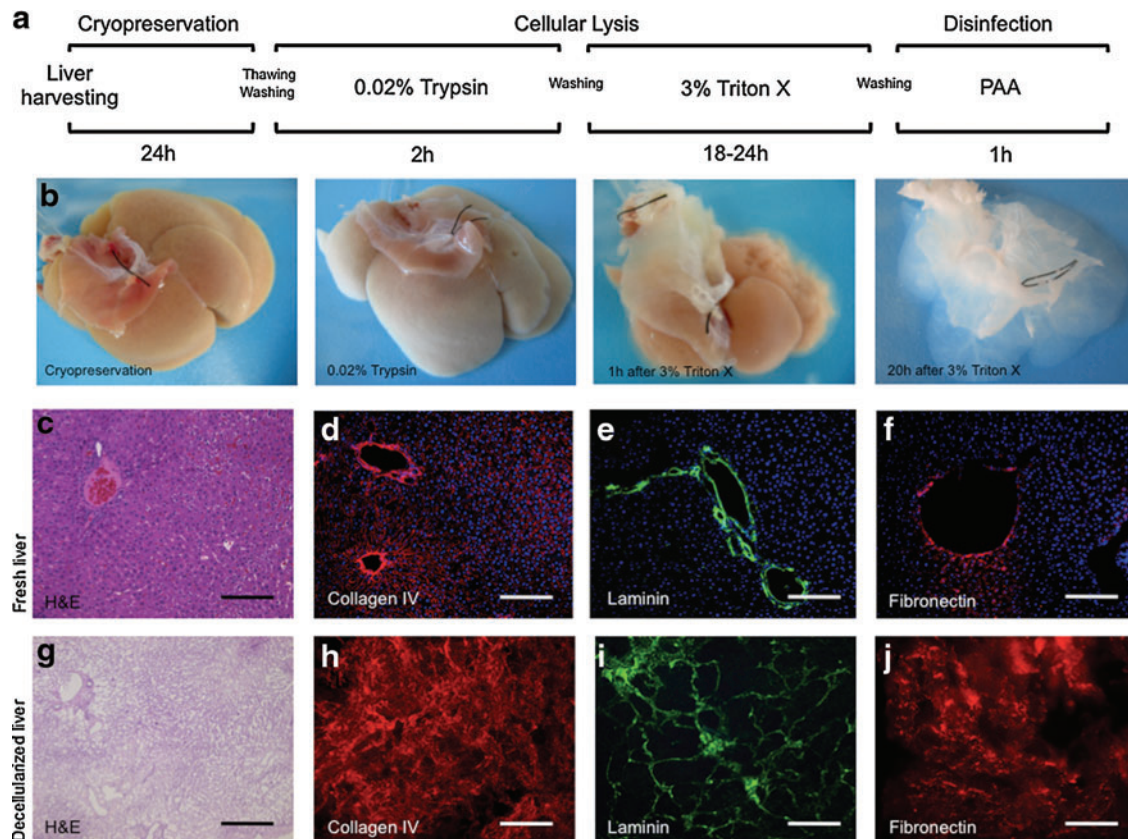 a
Cryopreservation
Cellular Lysis
Disinfection
Liver
harvesting
Thawing
Washing
0.02% Trypsin
Washing
3% Triton X
Washing
PAA
24h
2h
18-24h
1h
b
Cryopreservation
0.02% Trypsin
1h after 3% Triton X
20h after 3% Triton X
Fresh liver
c
H&E
d
Collagen IV
e
Laminin
f
Fibronectin
Decellularized liver
g
H&E
h
Collagen IV
i
Laminin
j
Fibronectin